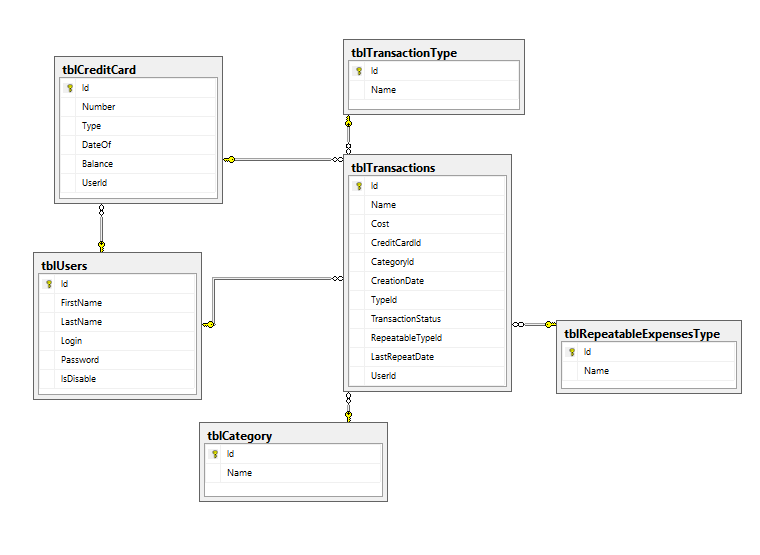 tblCreditCard
Id
Number
Type
DateOf
Balance
UserId
tblTransactionType
Id
Name
tblTransactions
Id
Name
Cost
CreditCardId
CategoryId
CreationDate
TypeId
TransactionStatus
RepeatableTypeId
LastRepeatDate
UserId
tblUsers
Id
FirstName
LastName
Login
Password
IsDisable
tblRepeatableExpensesType
Id
Name
tblCategory
Id
Name